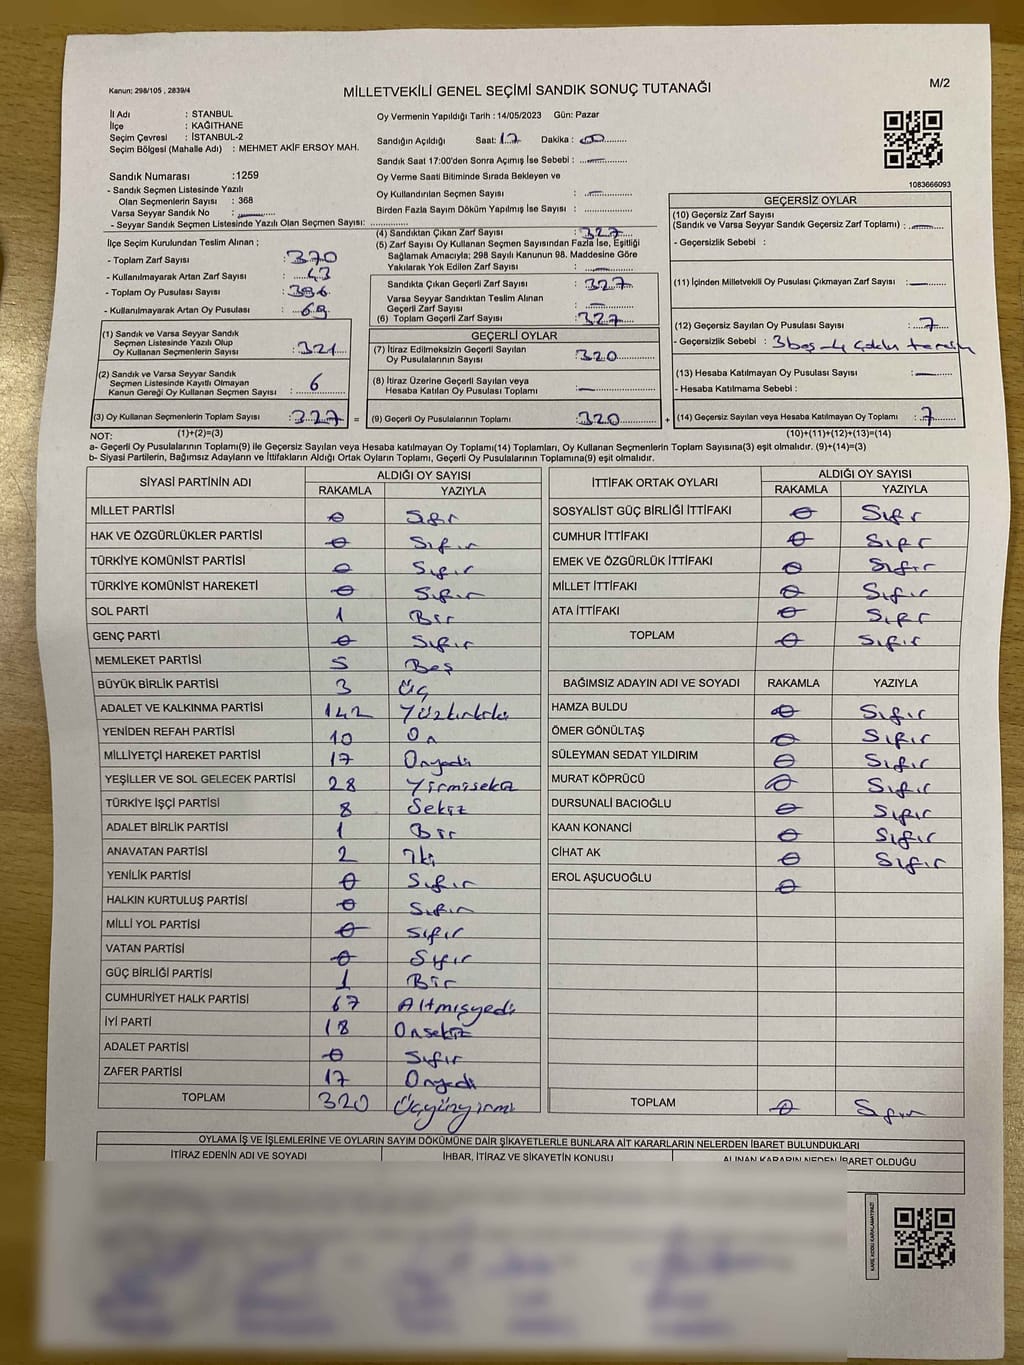 Kanun: 298/105 , 2839/4
MİLLETVEKİLİ GENEL SEÇİMİ SANDIK SONUÇ TUTANAĞI
M/2
İl Adı : STANBUL
İlçe : KAĞITHANE
Seçim Çevresi : İSTANBUL-2
Seçim Bölgesi (Mahalle Adı) : MEHMET AKİF ERSOY MAH.
Sandık Numarası :1259
- Sandık Seçmen Listesinde Yazılı
Olan Seçmenlerin Sayısı : 368
Varsa Seyyar Sandık No :
- Seyyar Sandık Seçmen Listesinde Yazılı Olan Seçmen Sayısı:
İlçe Seçim Kurulundan Teslim Alınan ;
- Toplam Zarf Sayısı : 370
- Kullanılmayarak Artan Zarf Sayısı : 43
- Toplam Oy Pusulası Sayısı : 396
- Kullanılmayarak Artan Oy Pusulası : 69
(1) Sandık ve Varsa Seyyar Sandık
Seçmen Listesinde Yazılı Olup
Oy Kullanan Seçmenlerin Sayısı : 321
(2) Sandık ve Varsa Seyyar Sandık
Seçmen Listesinde Kayıtlı Olmayan
Kanun Gereği Oy Kullanan Seçmen Sayısı : 6
(3) Oy Kullanan Seçmenlerin Toplam Sayısı : 327 =
(1)+(2)=(3)
Oy Vermenin Yapıldığı Tarih : 14/05/2023 Gün: Pazar
Sandığın Açıldığı Saat: 17 Dakika : 00
Sandık Saat 17:00'den Sonra Açımış İse Sebebi :
Oy Verme Saati Bitiminde Sırada Bekleyen ve
Oy Kullandırılan Seçmen Sayısı :
Birden Fazla Sayım Döküm Yapılmış İse Sayısı :
(4) Sandıktan Çıkan Zarf Sayısı : 327
(5) Zarf Sayısı Oy Kullanan Seçmen Sayısından Fazla İse, Eşitliği
Sağlamak Amacıyla; 298 Sayılı Kanunun 98. Maddesine Göre
Yakılarak Yok Edilen Zarf Sayısı :
Sandıkta Çıkan Geçerli Zarf Sayısı : 327
Varsa Seyyar Sandıktan Teslim Alınan
Geçerli Zarf Sayısı :
(6) Toplam Geçerli Zarf Sayısı : 327
GEÇERLİ OYLAR
(7) İtiraz Edilmeksizin Geçerli Sayılan
Oy Pusulalarının Sayısı : 320
(8) İtiraz Üzerine Geçerli Sayılan veya
Hesaba Katılan Oy Pusulası Toplamı :
(9) Geçerli Oy Pusulalarının Toplamı : 320 +
1083666093
GEÇERSİZ OYLAR
(10) Geçersiz Zarf Sayısı
(Sandık ve Varsa Seyyar Sandık Geçersiz Zarf Toplamı) :
- Geçersizlik Sebebi :
(11) İçinden Milletvekili Oy Pusulası Çıkmayan Zarf Sayısı :
(12) Geçersiz Sayılan Oy Pusulası Sayısı : 7
- Geçersizlik Sebebi : 3 boş - 4 çoklu tercih
(13) Hesaba Katılmayan Oy Pusulası Sayısı :
- Hesaba Katılmama Sebebi :
(14) Geçersiz Sayılan veya Hesaba Katılmayan Oy Toplamı : 7
(10)+(11)+(12)+(13)=(14)
NOT:
a- Geçerli Oy Pusulalarının Toplamı(9) ile Geçersiz Sayılan veya Hesaba katılmayan Oy Toplamı(14) Toplamları, Oy Kullanan Seçmenlerin Toplam Sayısına(3) eşit olmalıdır. (9)+(14)=(3)
b- Siyasi Partilerin, Bağımsız Adayların ve İttifakların Aldığı Ortak Oyların Toplamı, Geçerli Oy Pusulalarının Toplamına(9) eşit olmalıdır.
SİYASİ PARTİNİN ADI ALDIĞI OY SAYISI
RAKAMLA YAZIYLA
MİLLET PARTİSİ 0 Sıfır
HAK VE ÖZGÜRLÜKLER PARTİSİ 0 Sıfır
TÜRKİYE KOMÜNİST PARTİSİ 0 Sıfır
TÜRKİYE KOMÜNİST HAREKETİ 0 Sıfır
SOL PARTİ 1 Bir
GENÇ PARTİ 0 Sıfır
MEMLEKET PARTİSİ 5 Beş
BÜYÜK BİRLİK PARTİSİ 3 Üç
ADALET VE KALKINMA PARTİSİ 142 Yüzkırkiki
YENİDEN REFAH PARTİSİ 10 On
MİLLİYETÇİ HAREKET PARTİSİ 17 Onyedi
YEŞİLLER VE SOL GELECEK PARTİSİ 28 Yirmisekiz
TÜRKİYE İŞÇİ PARTİSİ 8 Sekiz
ADALET BİRLİK PARTİSİ 1 Bir
ANAVATAN PARTİSİ 2 İki
YENİLİK PARTİSİ 0 Sıfır
HALKIN KURTULUŞ PARTİSİ 0 Sıfır
MİLLİ YOL PARTİSİ 0 Sıfır
VATAN PARTİSİ 0 Sıfır
GÜÇ BİRLİĞİ PARTİSİ 1 Bir
CUMHURİYET HALK PARTİSİ 67 Altmışyedi
İYİ PARTİ 18 Onsekiz
ADALET PARTİSİ 0 Sıfır
ZAFER PARTİSİ 17 Onyedi
TOPLAM 320 Üçyüzyirmi
İTTİFAK ORTAK OYLARI ALDIĞI OY SAYISI
RAKAMLA YAZIYLA
SOSYALİST GÜÇ BİRLİĞİ İTTİFAKI 0 Sıfır
CUMHUR İTTİFAKI 0 Sıfır
EMEK VE ÖZGÜRLÜK İTTİFAKI 0 Sıfır
MİLLET İTTİFAKI 0 Sıfır
ATA İTTİFAKI 0 Sıfır
TOPLAM 0 Sıfır
BAĞIMSIZ ADAYIN ADI VE SOYADI RAKAMLA YAZIYLA
HAMZA BULDU 0 Sıfır
ÖMER GÖNÜLTAŞ 0 Sıfır
SÜLEYMAN SEDAT YILDIRIM 0 Sıfır
MURAT KÖPRÜCÜ 0 Sıfır
DURSUNALİ BACIOĞLU 0 Sıfır
KAAN KONANCİ 0 Sıfır
CİHAT AK 0 Sıfır
EROL AŞUCUOĞLU 0
TOPLAM 0 Sıfır
OYLAMA İŞ VE İŞLEMLERİNE VE OYLARIN SAYIM DÖKÜMÜNE DAİR ŞİKAYETLERLE BUNLARA AİT KARARLARIN NELERDEN İBARET BULUNDUKLARI
İTİRAZ EDENİN ADI VE SOYADI İHBAR, İTİRAZ VE ŞİKAYETİN KONUSU ALINAN KARARIN NEDEN İBARET OLDUĞU
KARE KODU KARALAMAYINIZ!